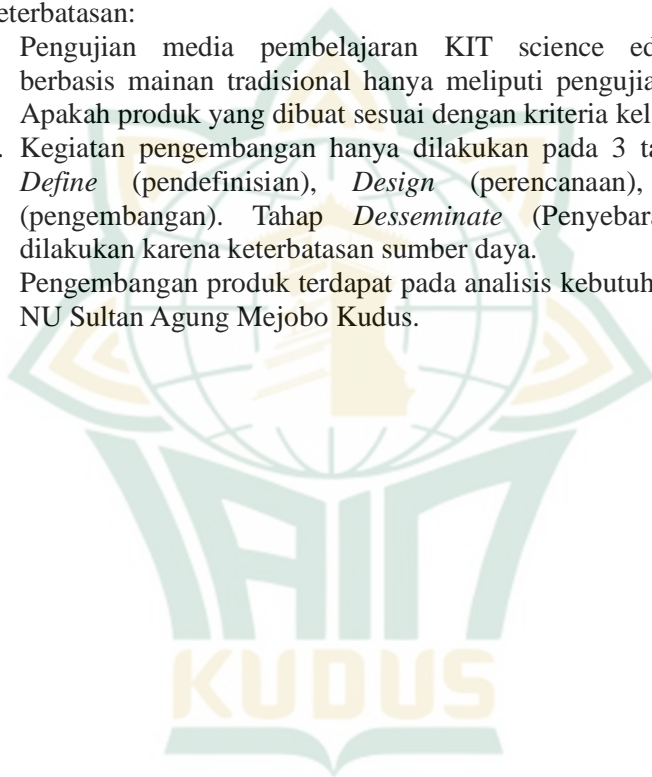 eterbatasan:
Pengujian media pembelajaran KIT science ed
berbasis mainan tradisional hanya meliputi pengujia
Apakah produk yang dibuat sesuai dengan kriteria kel
. Kegiatan pengembangan hanya dilakukan pada 3 ta
Define (pendefinisian), Design (perencanaan),
(pengembangan). Tahap Desseminate (Penyebar
dilakukan karena keterbatasan sumber daya.
Pengembangan produk terdapat pada analisis kebutuh
NU Sultan Agung Mejobo Kudus.
IAIN
KUDUS